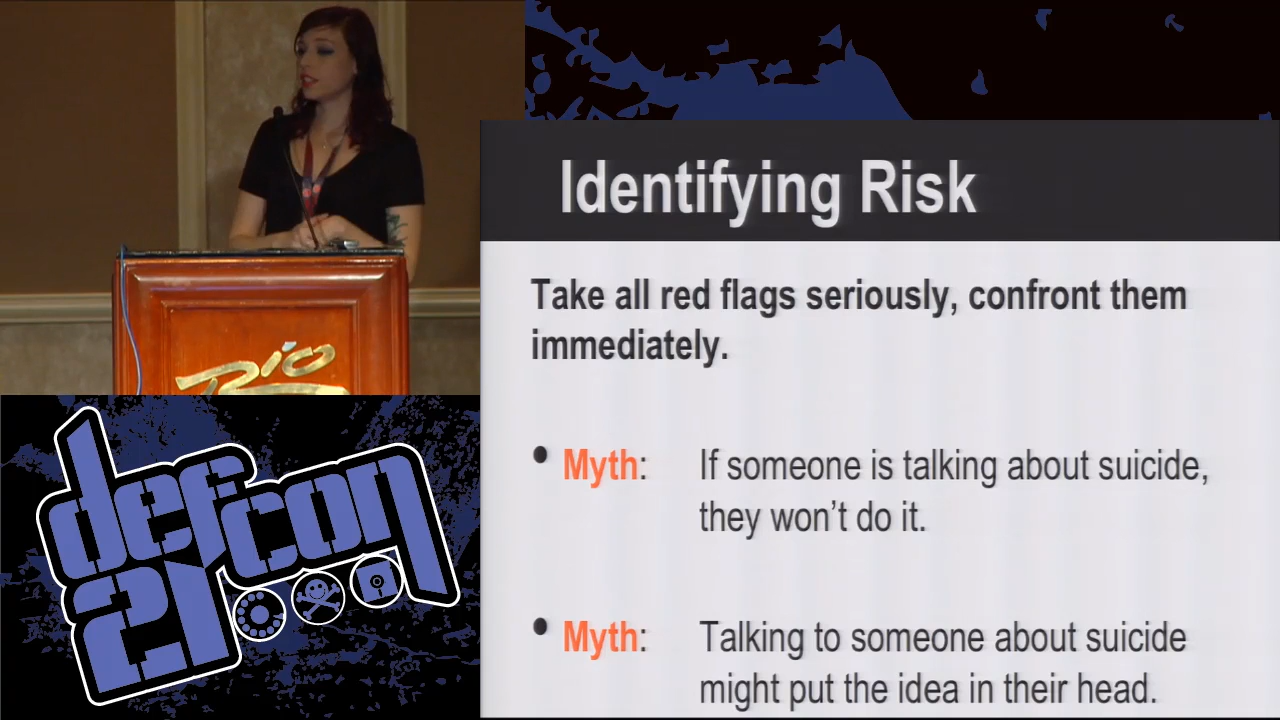 Identifying Risk
Take all red flags seriously, confront them
immediately.
• Myth: If someone is talking about suicide,
they won't do it.
• Myth: Talking to someone about suicide
might put the idea in their head.
Rio
defcon
21